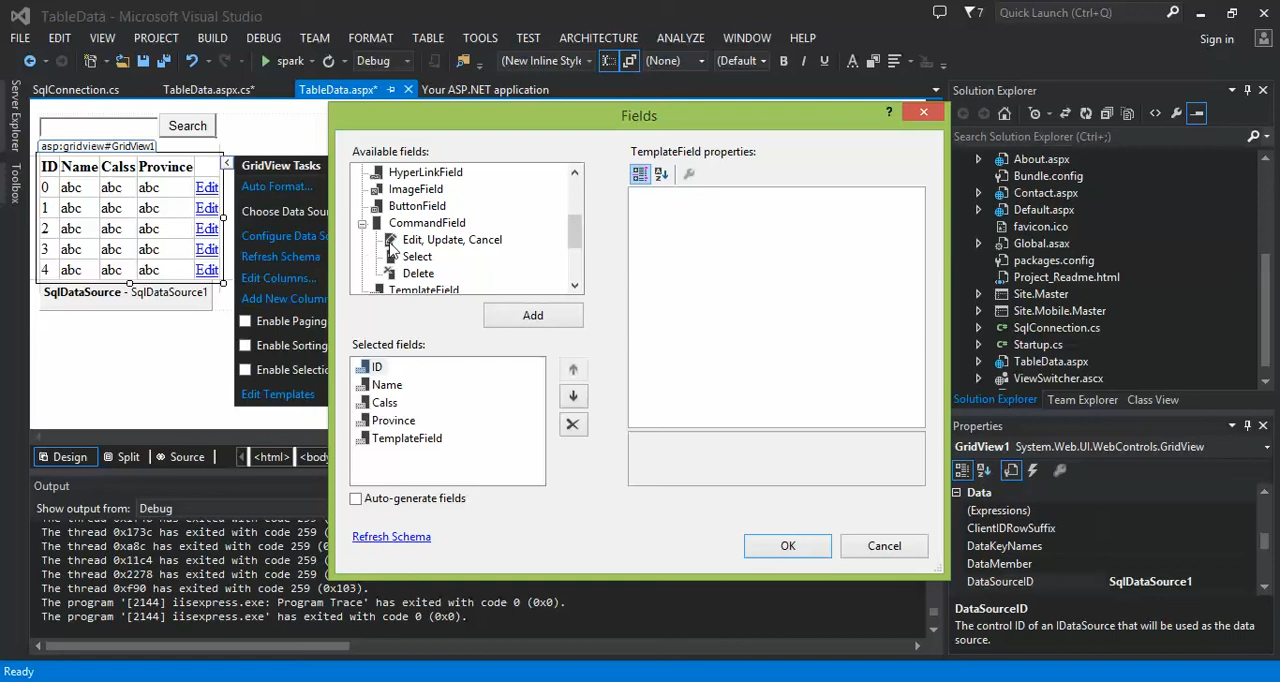 TableData - Microsoft Visual Studio
7
Quick Launch (Ctrl+Q)
FILE EDIT VIEW PROJECT BUILD DEBUG TEAM FORMAT TABLE TOOLS TEST ARCHITECTURE ANALYZE WINDOW HELP
Sign in
spark Debug (New Inline Style (None) (Default B I U A
Server Explorer
Toolbox
SqlConnection.cs TableData.aspx.cs* TableData.aspx* Your ASP.NET application
Search
asp:gridview#GridView1
ID Name Calss Province
0 abc abc abc Edit
1 abc abc abc Edit
2 abc abc abc Edit
3 abc abc abc Edit
4 abc abc abc Edit
SqlDataSource - SqlDataSource1
GridView Tasks
Auto Format...
Choose Data Sou
Configure Data S
Refresh Schema
Edit Columns...
Add New Column
Enable Paging
Enable Sorting
Enable Selectio
Edit Templates
Fields
?
Available fields:
HyperLinkField
ImageField
ButtonField
CommandField
Edit, Update, Cancel
Select
Delete
TemplateField
Add
Selected fields:
ID
Name
Calss
Province
TemplateField
Auto-generate fields
Refresh Schema
TemplateField properties:
OK Cancel
Design Split Source <html> <body
Output
Show output from: Debug
The thread 0x173c has exited with code 259 (0
The thread 0xa8c has exited with code 259 (0x
The thread 0x11c4 has exited with code 259 (0
The thread 0x2278 has exited with code 259 (0
The thread 0xf90 has exited with code 259 (0x103).
The program '[2144] iisexpress.exe: Program Trace' has exited with code 0 (0x0).
The program '[2144] iisexpress.exe' has exited with code 0 (0x0).
Solution Explorer
Search Solution Explorer (Ctrl+;)
About.aspx
Bundle.config
Contact.aspx
Default.aspx
favicon.ico
Global.asax
packages.config
Project_Readme.html
Site.Master
Site.Mobile.Master
SqlConnection.cs
Startup.cs
TableData.aspx
ViewSwitcher.ascx
Solution Explorer Team Explorer Class View
Properties
GridView1 System.Web.UI.WebControls.GridView
Data
(Expressions)
ClientIDRowSuffix
DataKeyNames
DataMember
DataSourceID SqlDataSource1
DataSourceID
The control ID of an IDataSource that will be used as the data
source.
Ready